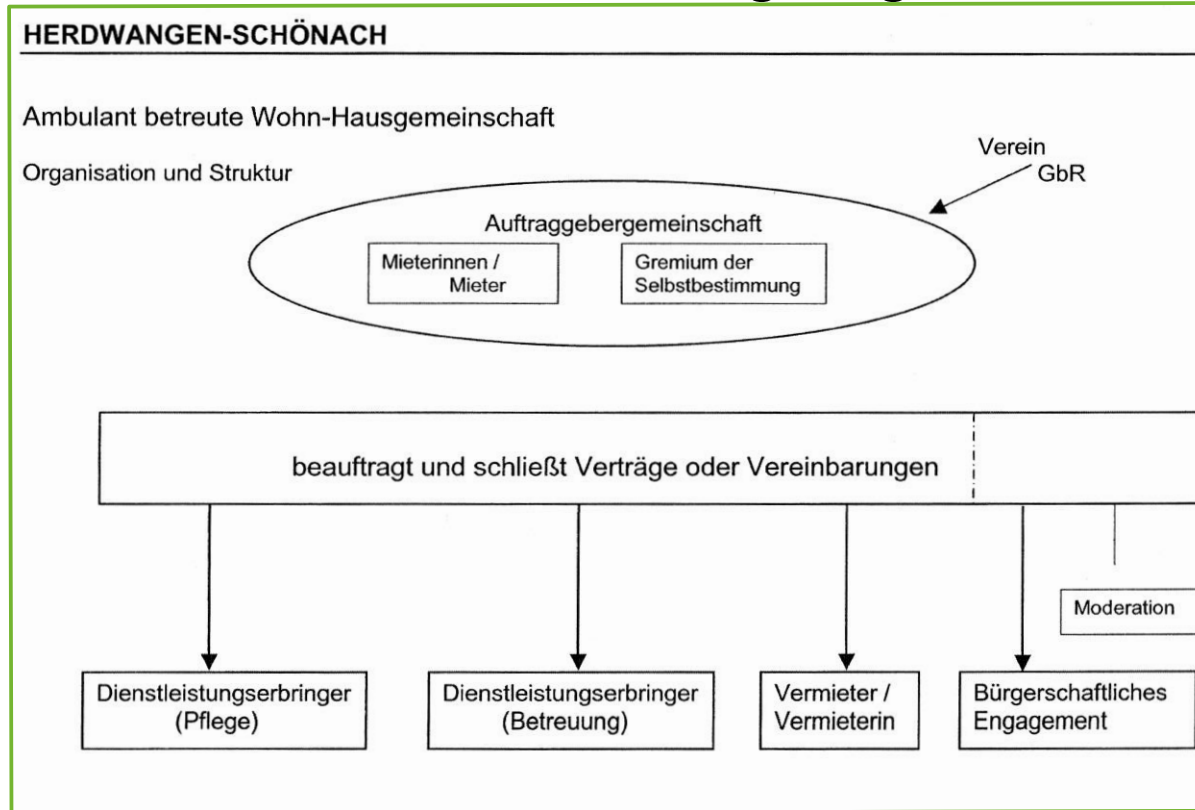 HERDWANGEN-SCHÖNACH
Ambulant betreute Wohn-Hausgemeinschaft
Organisation und Struktur
Verein
GbR
Auftraggebergemeinschaft
Mieterinnen /
Mieter
Gremium der
Selbstbestimmung
beauftragt und schließt Verträge oder Vereinbarungen
Moderation
Dienstleistungserbringer
(Pflege)
Dienstleistungserbringer
(Betreuung)
Vermieter /
Vermieterin
Bürgerschaftliches
Engagement